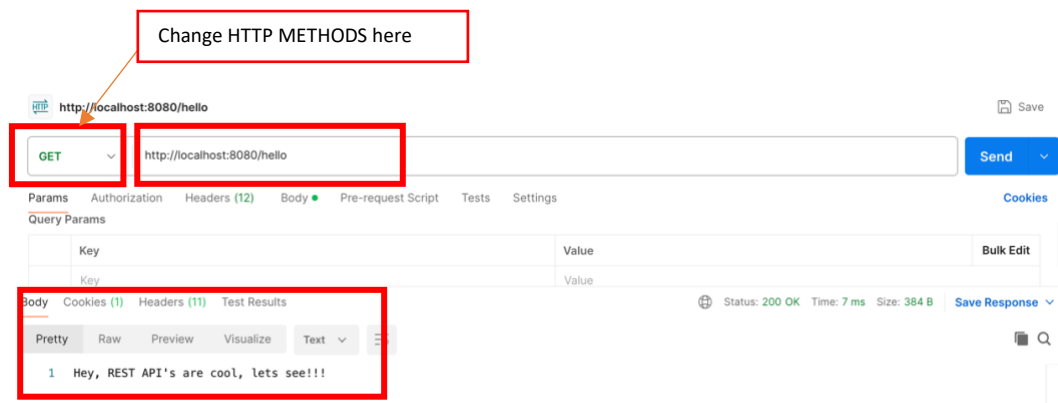 Change HTTP METHODS here
HTTP http://localhost:8080/hello Save
GET http://localhost:8080/hello Send
Params Authorization Headers (12) Body Pre-request Script Tests Settings Cookies
Query Params
Key Value Bulk Edit
Key Value
Body Cookies (1) Headers (11) Test Results Status: 200 OK Time: 7 ms Size: 384 B Save Response
Pretty Raw Preview Visualize Text
1 Hey, REST API's are cool, lets see!!!